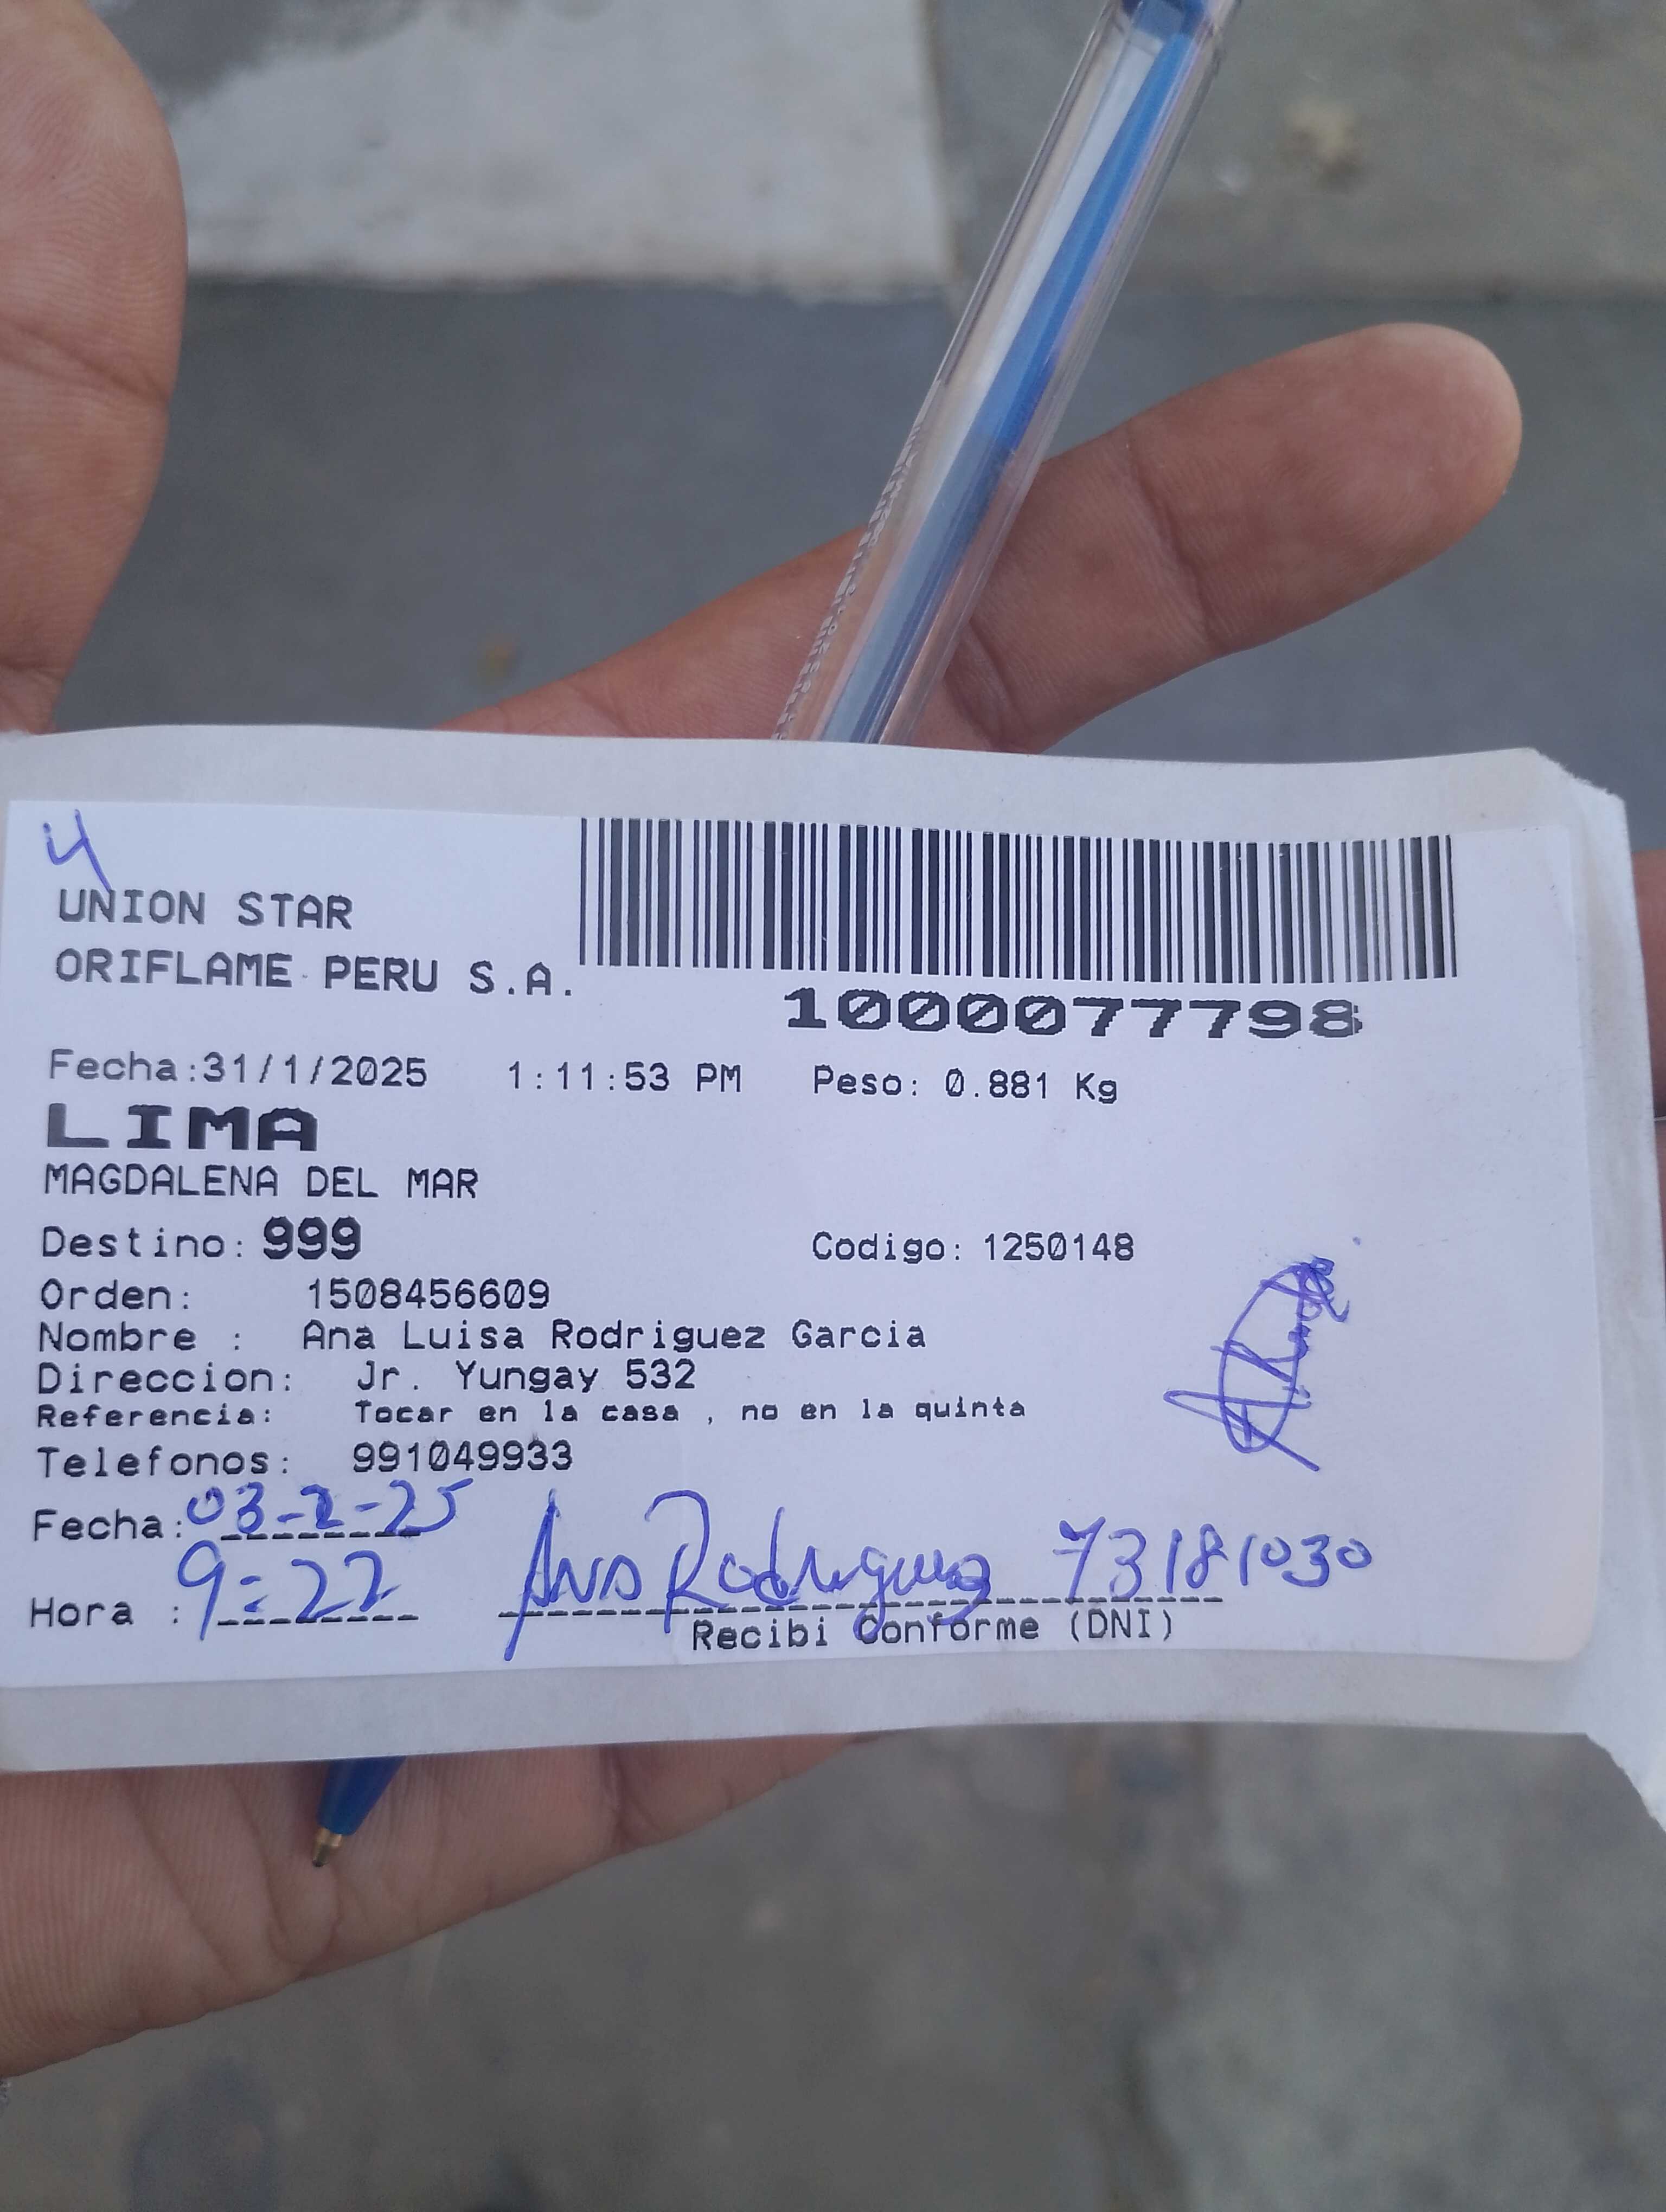 4
UNION STAR
ORIFLAME PERU S.A.
1000077798
Fecha:31/1/2025 1:11:53 PM Peso: 0.881 Kg
LIMA
MAGDALENA DEL MAR
Destino: 999 Codigo: 1250148
Orden: 1508456609
Nombre : Ana Luisa Rodriguez Garcia
Direccion: Jr. Yungay 532
Referencia: Tocar en la casa , no en la quinta
Telefonos: 991049933
Fecha: 03-2-25
Hora : 9:22 Ana Rodriguez 73181030
Recibi Conforme (DNI)